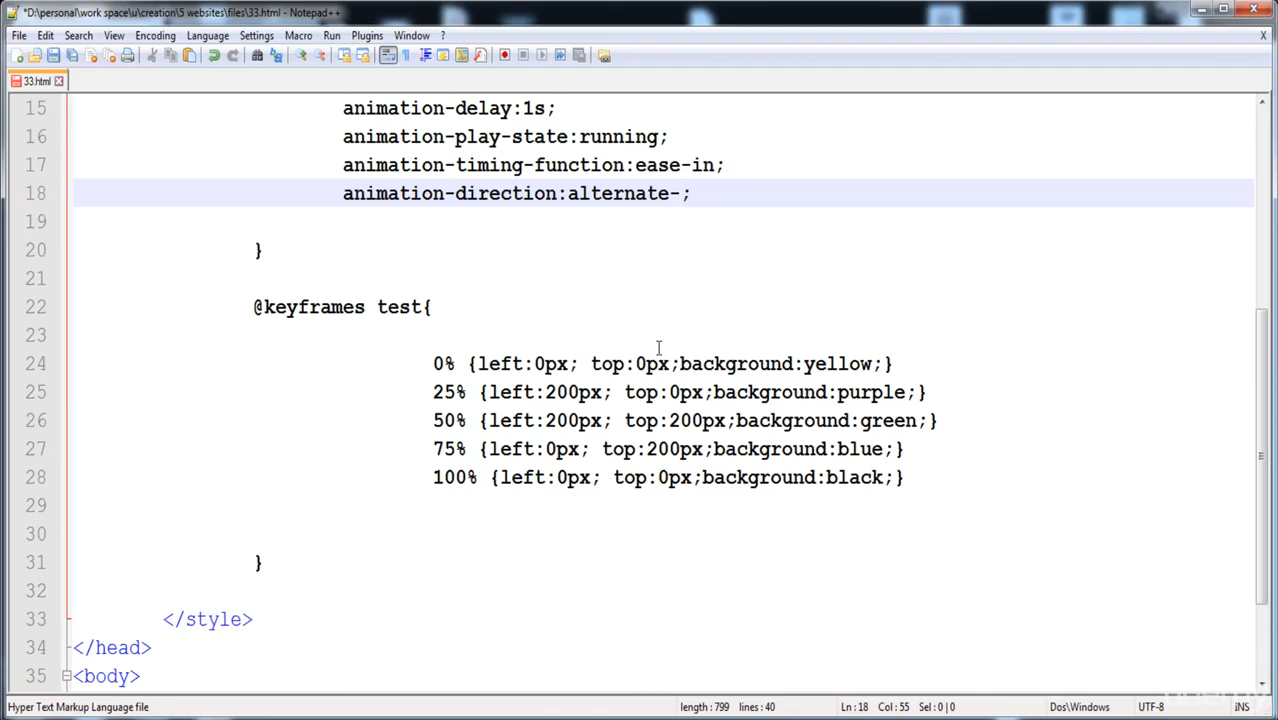 *D:\personal\work space\u\creation\5 websites\files\33.html - Notepad++
File Edit Search View Encoding Language Settings Macro Run Plugins Window ? X
33.html
15 animation-delay:1s;
16 animation-play-state:running;
17 animation-timing-function:ease-in;
18 animation-direction:alternate-;
19
20 }
21
22 @keyframes test{
23
24 0% {left:0px; top:0px;background:yellow;}
25 25% {left:200px; top:0px;background:purple;}
26 50% {left:200px; top:200px;background:green;}
27 75% {left:0px; top:200px;background:blue;}
28 100% {left:0px; top:0px;background:black;}
29
30
31 }
32
33 </style>
34 </head>
35 <body>
Hyper Text Markup Language file length : 799 lines : 40 Ln : 18 Col : 55 Sel : 0 | 0 Dos\Windows UTF-8 INS